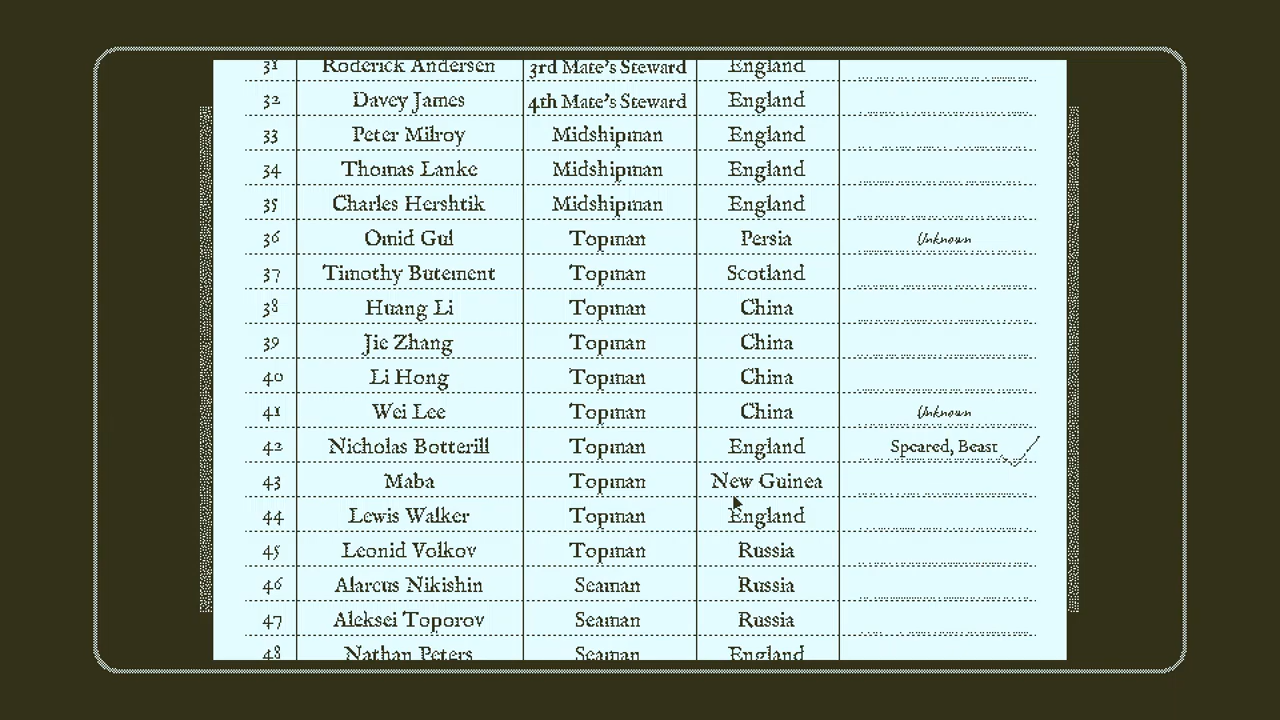 31 Roderick Andersen 3rd Mate's Steward England
32 Davey James 4th Mate's Steward England
33 Peter Milroy Midshipman England
34 Thomas Lanke Midshipman England
35 Charles Hershtik Midshipman England
36 Omid Gul Topman Persia Unknown
37 Timothy Butement Topman Scotland
38 Huang Li Topman China
39 Jie Zhang Topman China
40 Li Hong Topman China
41 Wei Lee Topman China Unknown
42 Nicholas Botterill Topman England Speared, Beast
43 Maba Topman New Guinea
44 Lewis Walker Topman England
45 Leonid Volkov Topman Russia
46 Alarcus Nikishin Seaman Russia
47 Aleksei Toporov Seaman Russia
48 Nathan Peters Seaman England